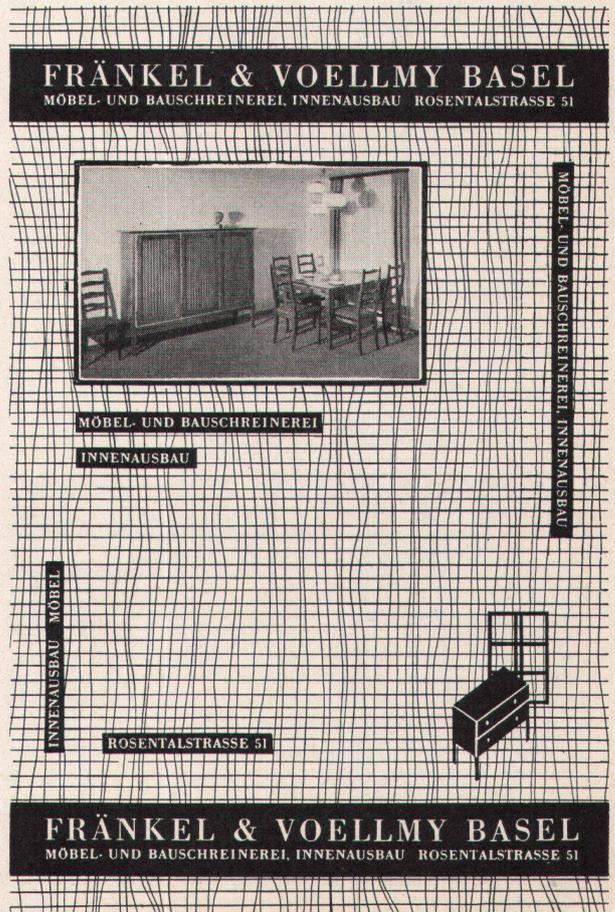 FRÄNKEL & VOELLMY BASEL
MÖBEL- UND BAUSCHREINEREI, INNENAUSBAU ROSENTALSTRASSE 51
MÖBEL- UND BAUSCHREINEREI, INNENAUSBAU
MÖBEL- UND BAUSCHREINEREI
INNENAUSBAU
INNENAUSBAU MÖBEL
ROSENTALSTRASSE 51
FRÄNKEL & VOELLMY BASEL
MÖBEL- UND BAUSCHREINEREI, INNENAUSBAU ROSENTALSTRASSE 51